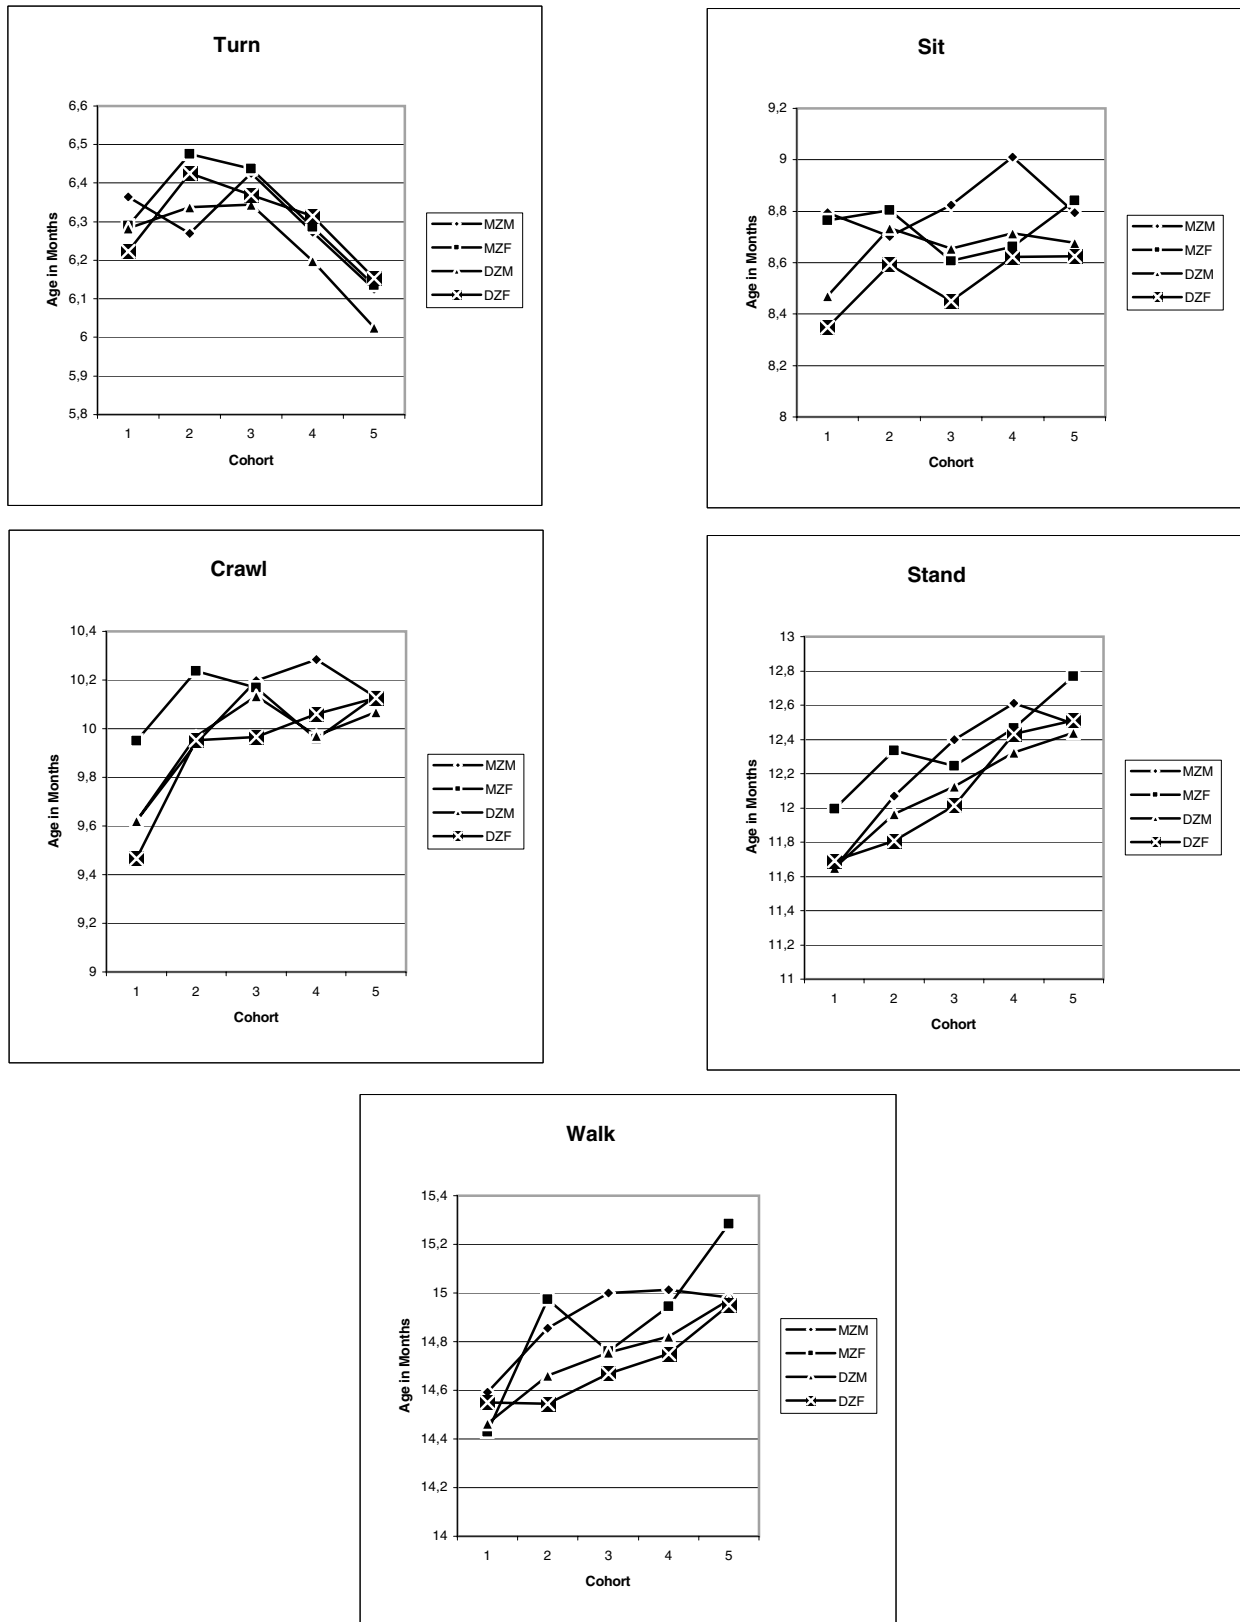 Turn
6,6
6,5
6,4
6,3
6,2
6,1
6
5,9
5,8
Age in Months
1 2 3 4 5
Cohort
MZM
MZF
DZM
DZF
Sit
9,2
9
8,8
8,6
8,4
8,2
8
Age in Months
1 2 3 4 5
Cohort
MZM
MZF
DZM
DZF
Crawl
10,4
10,2
10
9,8
9,6
9,4
9,2
9
Age in Months
1 2 3 4 5
Cohort
MZM
MZF
DZM
DZF
Stand
13
12,8
12,6
12,4
12,2
12
11,8
11,6
11,4
11,2
11
Age in Months
1 2 3 4 5
Cohort
MZM
MZF
DZM
DZF
Walk
15,4
15,2
15
14,8
14,6
14,4
14,2
14
Age in Months
1 2 3 4 5
Cohort
MZM
MZF
DZM
DZF